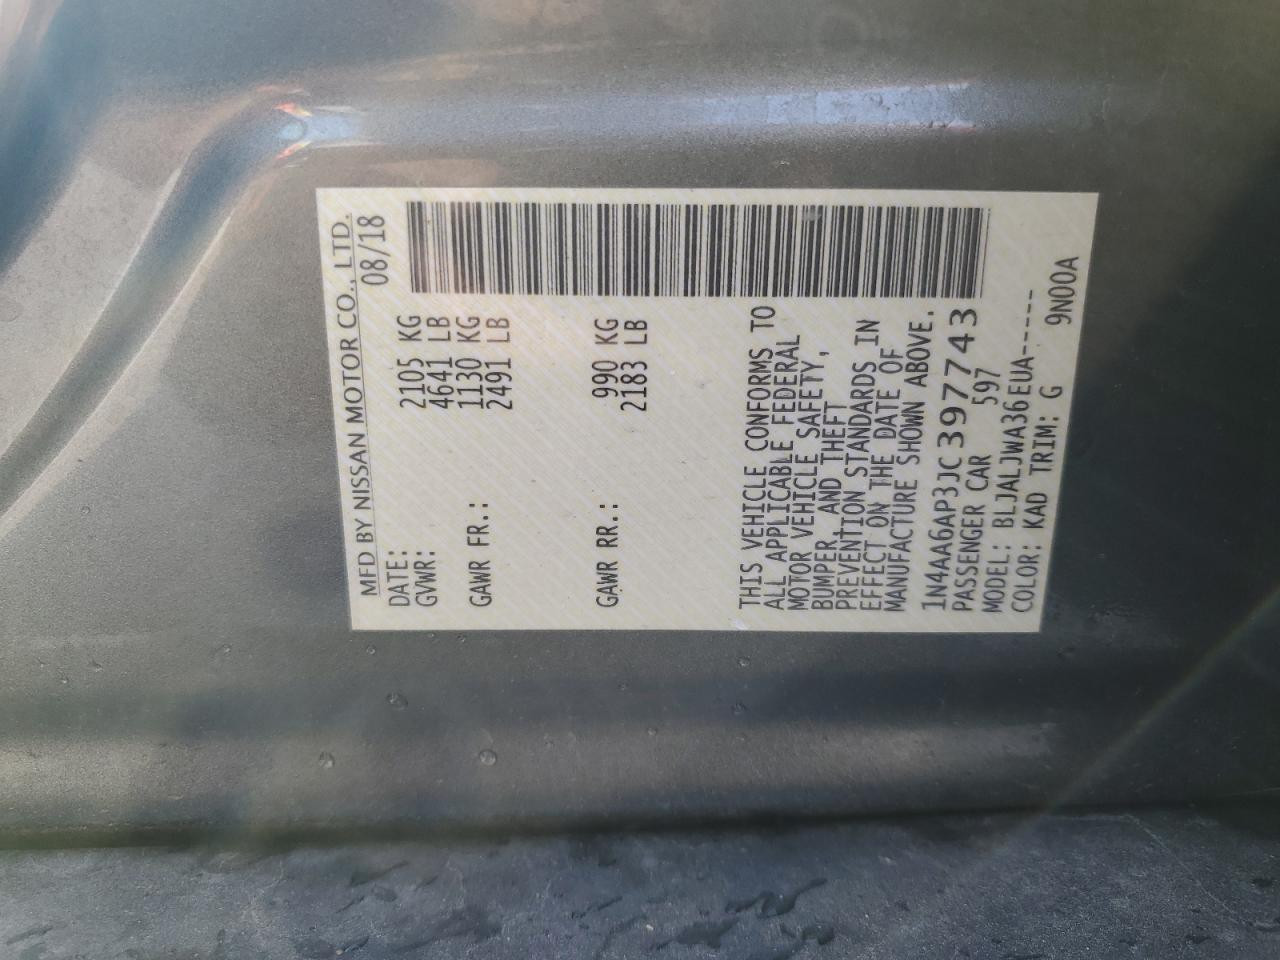 MFD BY NISSAN MOTOR CO., LTD.
DATE: 08/18
GVWR: 2105 KG
4641 LB
GAWR FR.: 1130 KG
2491 LB
GAWR RR.: 990 KG
2183 LB
THIS VEHICLE CONFORMS TO
ALL APPLICABLE FEDERAL
MOTOR VEHICLE SAFETY,
BUMPER, AND THEFT
PREVENTION STANDARDS IN
EFFECT ON THE DATE OF
MANUFACTURE SHOWN ABOVE.
1N4AA6AP3JC397743
PASSENGER CAR 597
MODEL: BLJALJWA36EUA-----
COLOR: KAD TRIM: G 9N00A